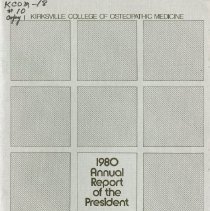 KCOM-18
#10
Copy 1 KIRKSVILLE COLLEGE OF OSTEOPATHIC MEDICINE
1980
Annual
Report
of the
President